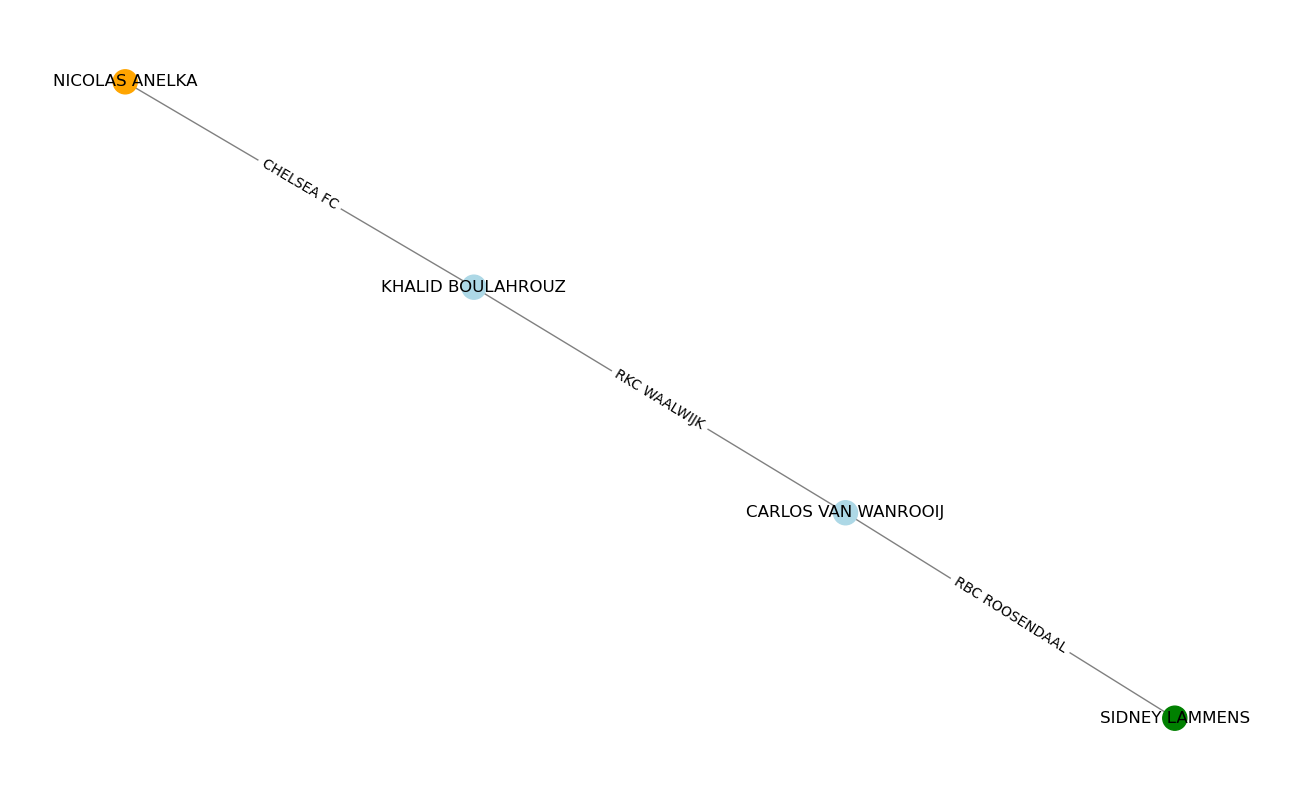 NICOLAS ANELKA
CHELSEA FC
KHALID BOULAHROUZ
RKC WAALWIJK
CARLOS VAN WANROOIJ
RBC ROOSENDAAL
SIDNEY LAMMENS